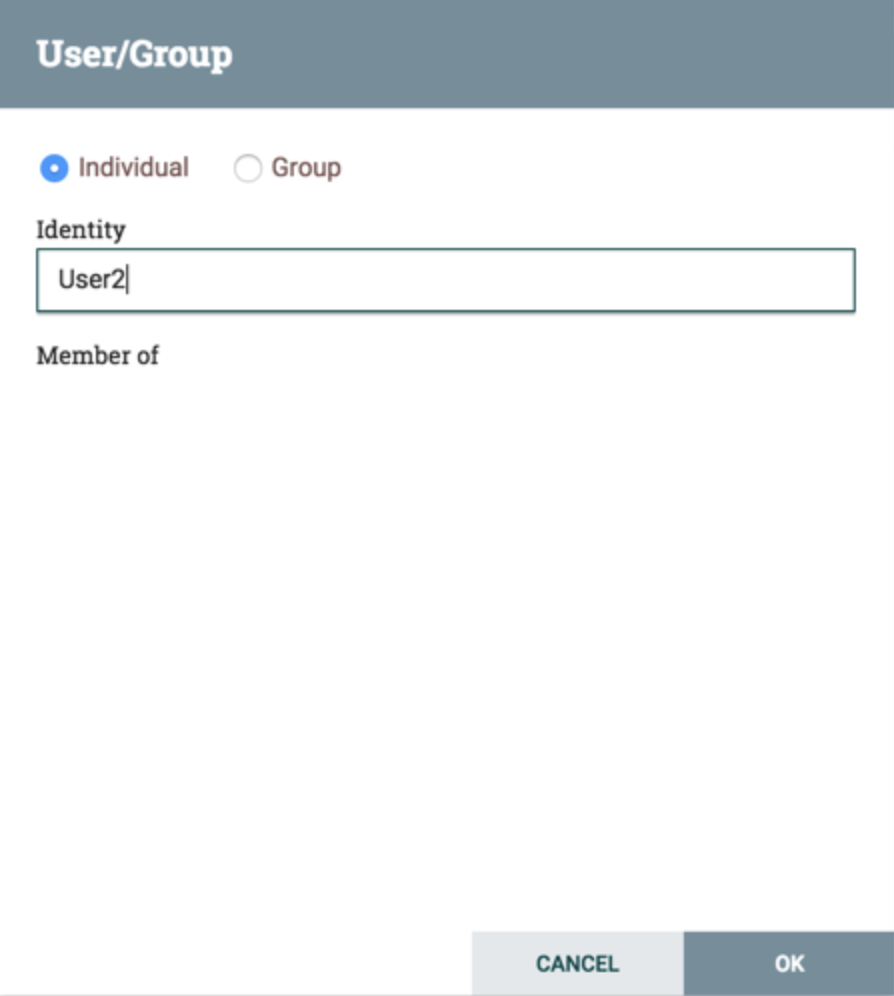 User/Group
Individual Group
Identity
User2
Member of
CANCEL OK